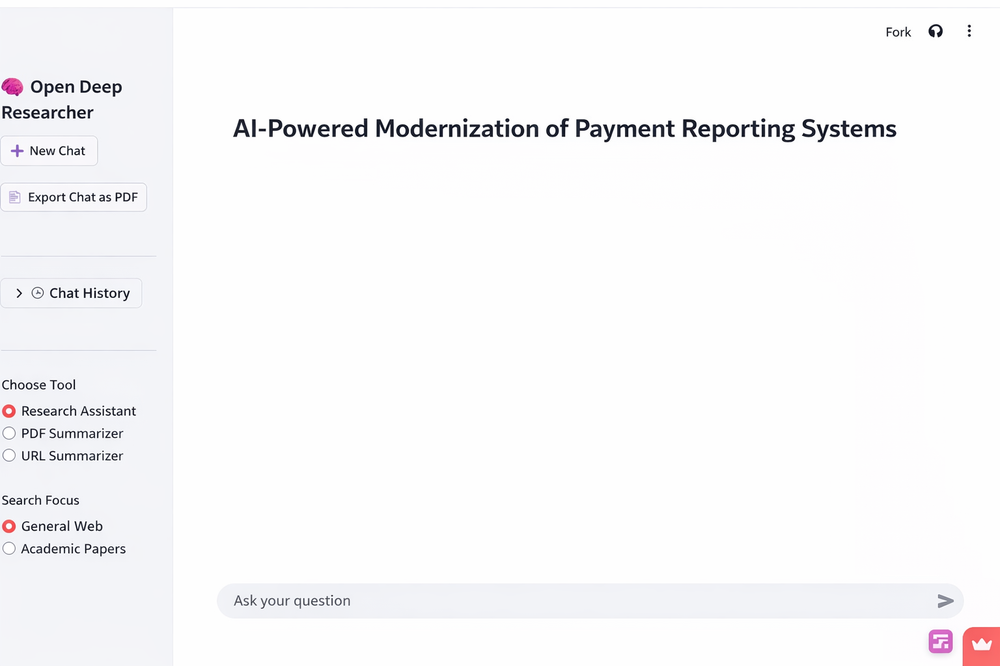 Fork
Open Deep
Researcher
New Chat
Export Chat as PDF
Chat History
Choose Tool
Research Assistant
PDF Summarizer
URL Summarizer
Search Focus
General Web
Academic Papers
AI-Powered Modernization of Payment Reporting Systems
Ask your question